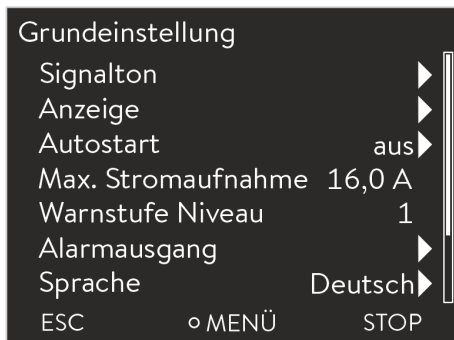 Grundeinstellung
Signalton
Anzeige
Autostart aus
Max. Stromaufnahme 16,0 A
Warnstufe Niveau 1
Alarmausgang
Sprache Deutsch
ESC MENÜ STOP